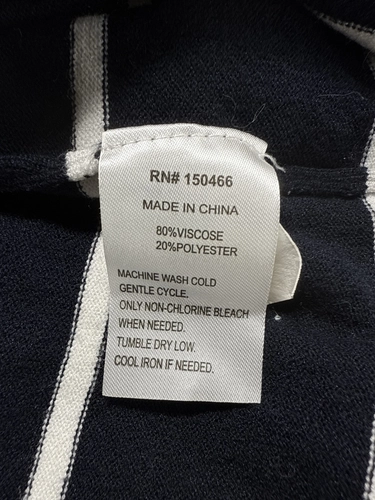 RN# 150466
MADE IN CHINA
80%VISCOSE
20%POLYESTER
MACHINE WASH COLD
GENTLE CYCLE.
ONLY NON-CHLORINE BLEACH
WHEN NEEDED.
TUMBLE DRY LOW.
COOL IRON IF NEEDED.